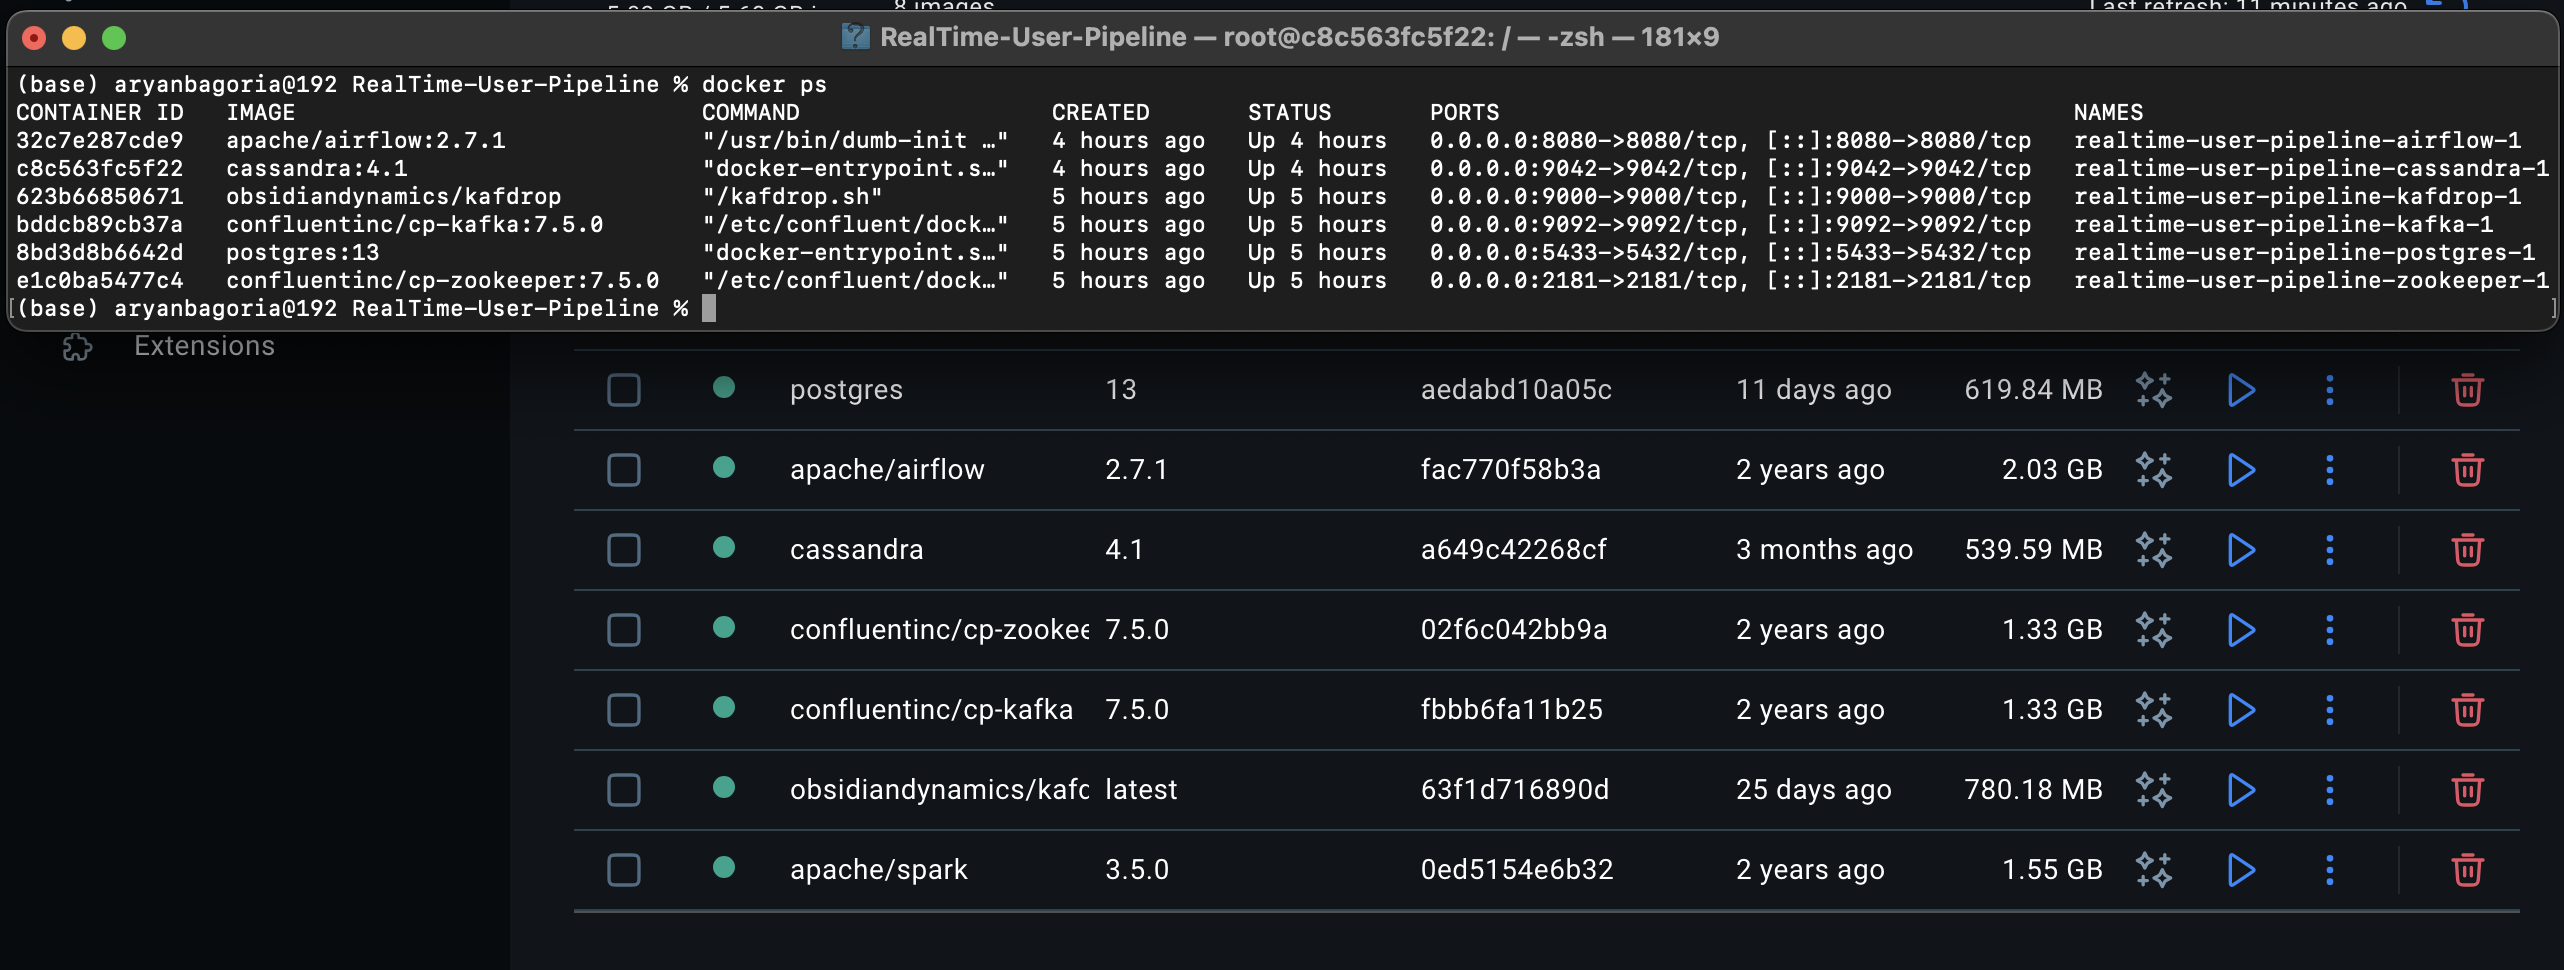 8 images
Last refresh: 11 minutes ago
RealTime-User-Pipeline — root@c8c563fc5f22: / — -zsh — 181×9
(base) aryanbagoria@192 RealTime-User-Pipeline % docker ps
CONTAINER ID IMAGE COMMAND CREATED STATUS PORTS NAMES
32c7e287cde9 apache/airflow:2.7.1 "/usr/bin/dumb-init …" 4 hours ago Up 4 hours 0.0.0.0:8080->8080/tcp, [::]:8080->8080/tcp realtime-user-pipeline-airflow-1
c8c563fc5f22 cassandra:4.1 "docker-entrypoint.s…" 4 hours ago Up 4 hours 0.0.0.0:9042->9042/tcp, [::]:9042->9042/tcp realtime-user-pipeline-cassandra-1
623b66850671 obsidiandynamics/kafdrop "/kafdrop.sh" 5 hours ago Up 5 hours 0.0.0.0:9000->9000/tcp, [::]:9000->9000/tcp realtime-user-pipeline-kafdrop-1
bddcb89cb37a confluentinc/cp-kafka:7.5.0 "/etc/confluent/dock…" 5 hours ago Up 5 hours 0.0.0.0:9092->9092/tcp, [::]:9092->9092/tcp realtime-user-pipeline-kafka-1
8bd3d8b6642d postgres:13 "docker-entrypoint.s…" 5 hours ago Up 5 hours 0.0.0.0:5433->5432/tcp, [::]:5433->5432/tcp realtime-user-pipeline-postgres-1
e1c0ba5477c4 confluentinc/cp-zookeeper:7.5.0 "/etc/confluent/dock…" 5 hours ago Up 5 hours 0.0.0.0:2181->2181/tcp, [::]:2181->2181/tcp realtime-user-pipeline-zookeeper-1
[(base) aryanbagoria@192 RealTime-User-Pipeline % ]
Extensions
postgres 13 aedabd10a05c 11 days ago 619.84 MB
apache/airflow 2.7.1 fac770f58b3a 2 years ago 2.03 GB
cassandra 4.1 a649c42268cf 3 months ago 539.59 MB
confluentinc/cp-zookee 7.5.0 02f6c042bb9a 2 years ago 1.33 GB
confluentinc/cp-kafka 7.5.0 fbbb6fa11b25 2 years ago 1.33 GB
obsidiandynamics/kafd latest 63f1d716890d 25 days ago 780.18 MB
apache/spark 3.5.0 0ed5154e6b32 2 years ago 1.55 GB